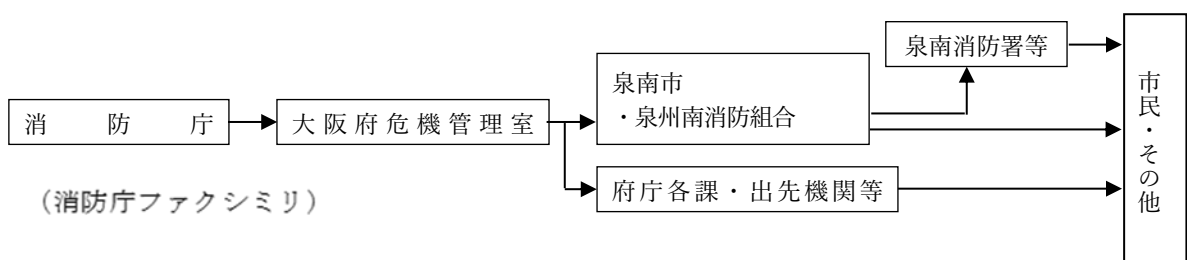 消防庁
大阪府危機管理室
泉南市
・泉州南消防組合
泉南消防署等
府庁各課・出先機関等
市民・その他
（消防庁ファクシミリ）